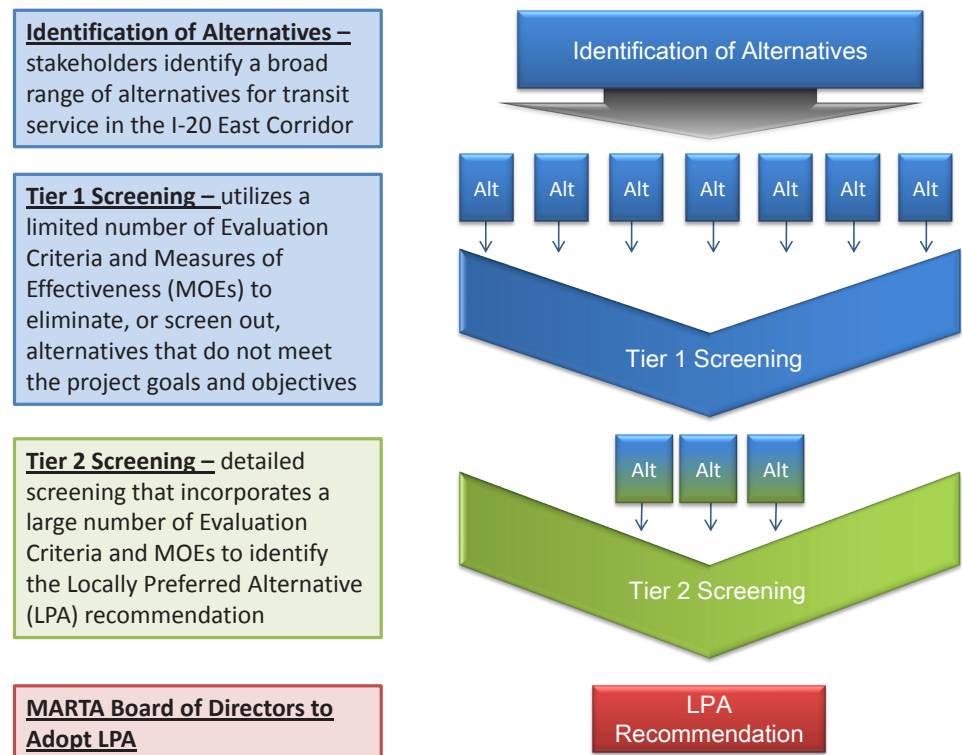 Identification of Alternatives –
stakeholders identify a broad
range of alternatives for transit
service in the I-20 East Corridor
Identification of Alternatives
Alt Alt Alt Alt Alt Alt Alt
Tier 1 Screening – utilizes a
limited number of Evaluation
Criteria and Measures of
Effectiveness (MOEs) to
eliminate, or screen out,
alternatives that do not meet
the project goals and objectives
Tier 1 Screening
Alt Alt Alt
Tier 2 Screening – detailed
screening that incorporates a
large number of Evaluation
Criteria and MOEs to identify
the Locally Preferred Alternative
(LPA) recommendation
Tier 2 Screening
MARTA Board of Directors to
Adopt LPA
LPA
Recommendation